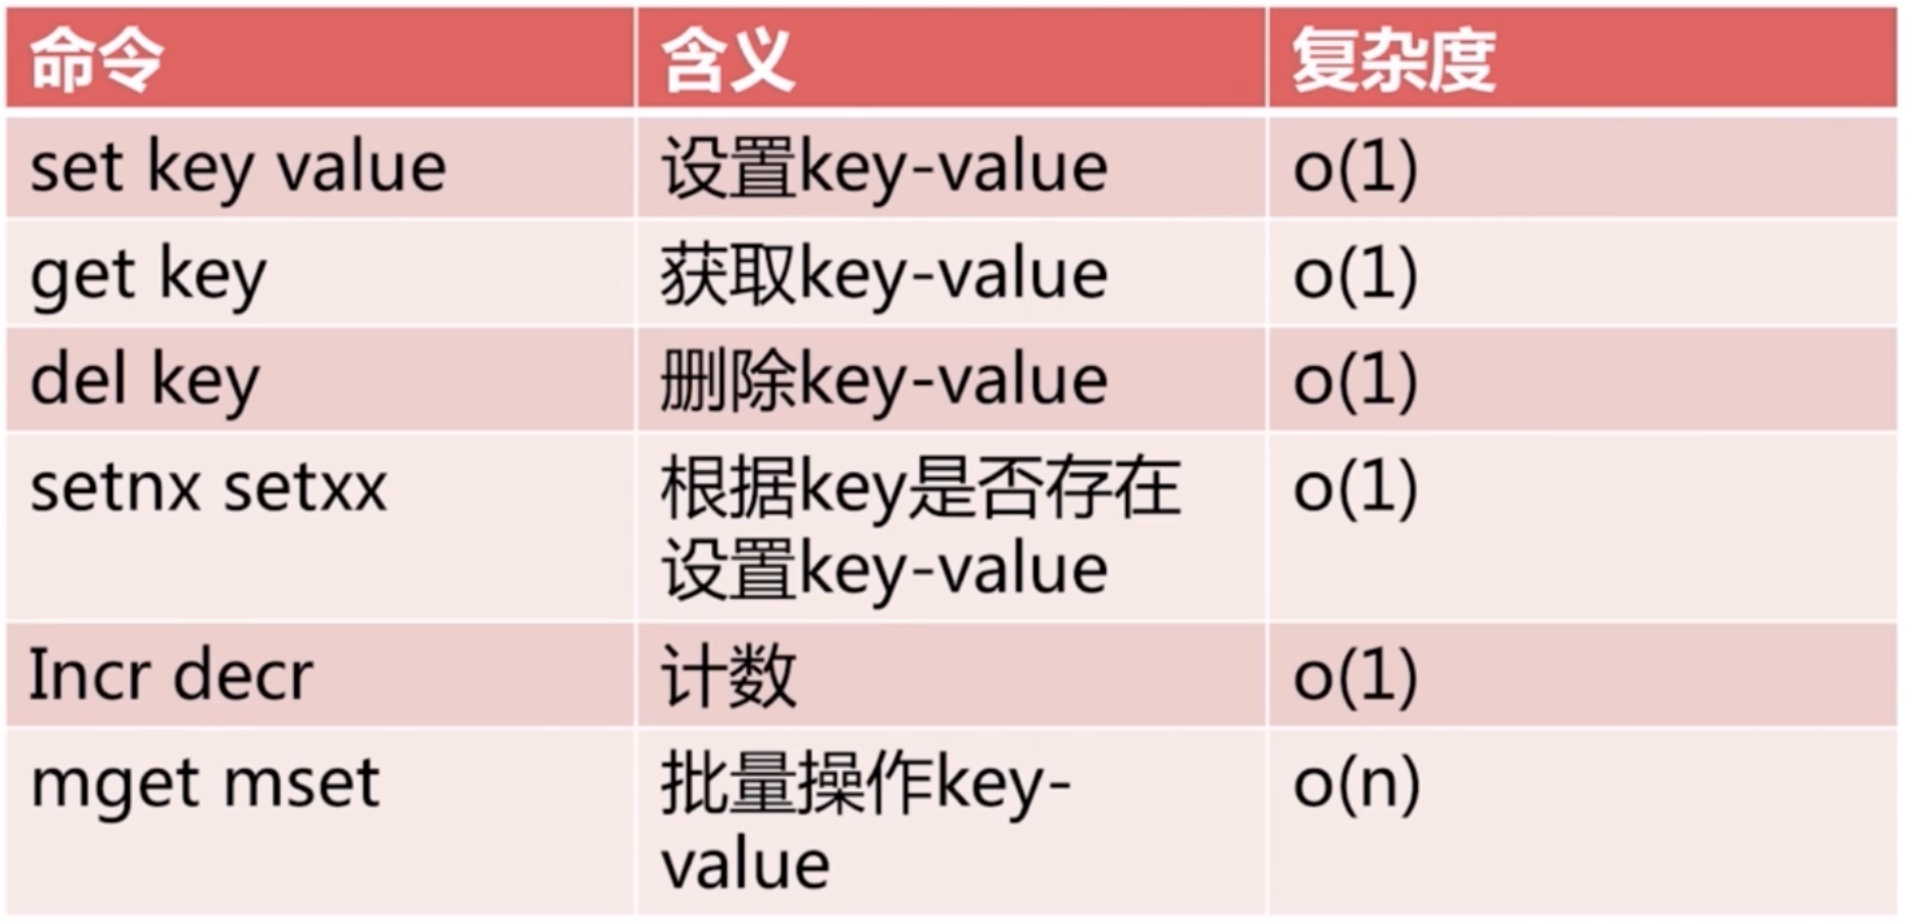 命令 含义 复杂度
set key value 设置key-value o(1)
get key 获取key-value o(1)
del key 删除key-value o(1)
setnx setxx 根据key是否存在 o(1)
设置key-value
Incr decr 计数 o(1)
mget mset 批量操作key- o(n)
value